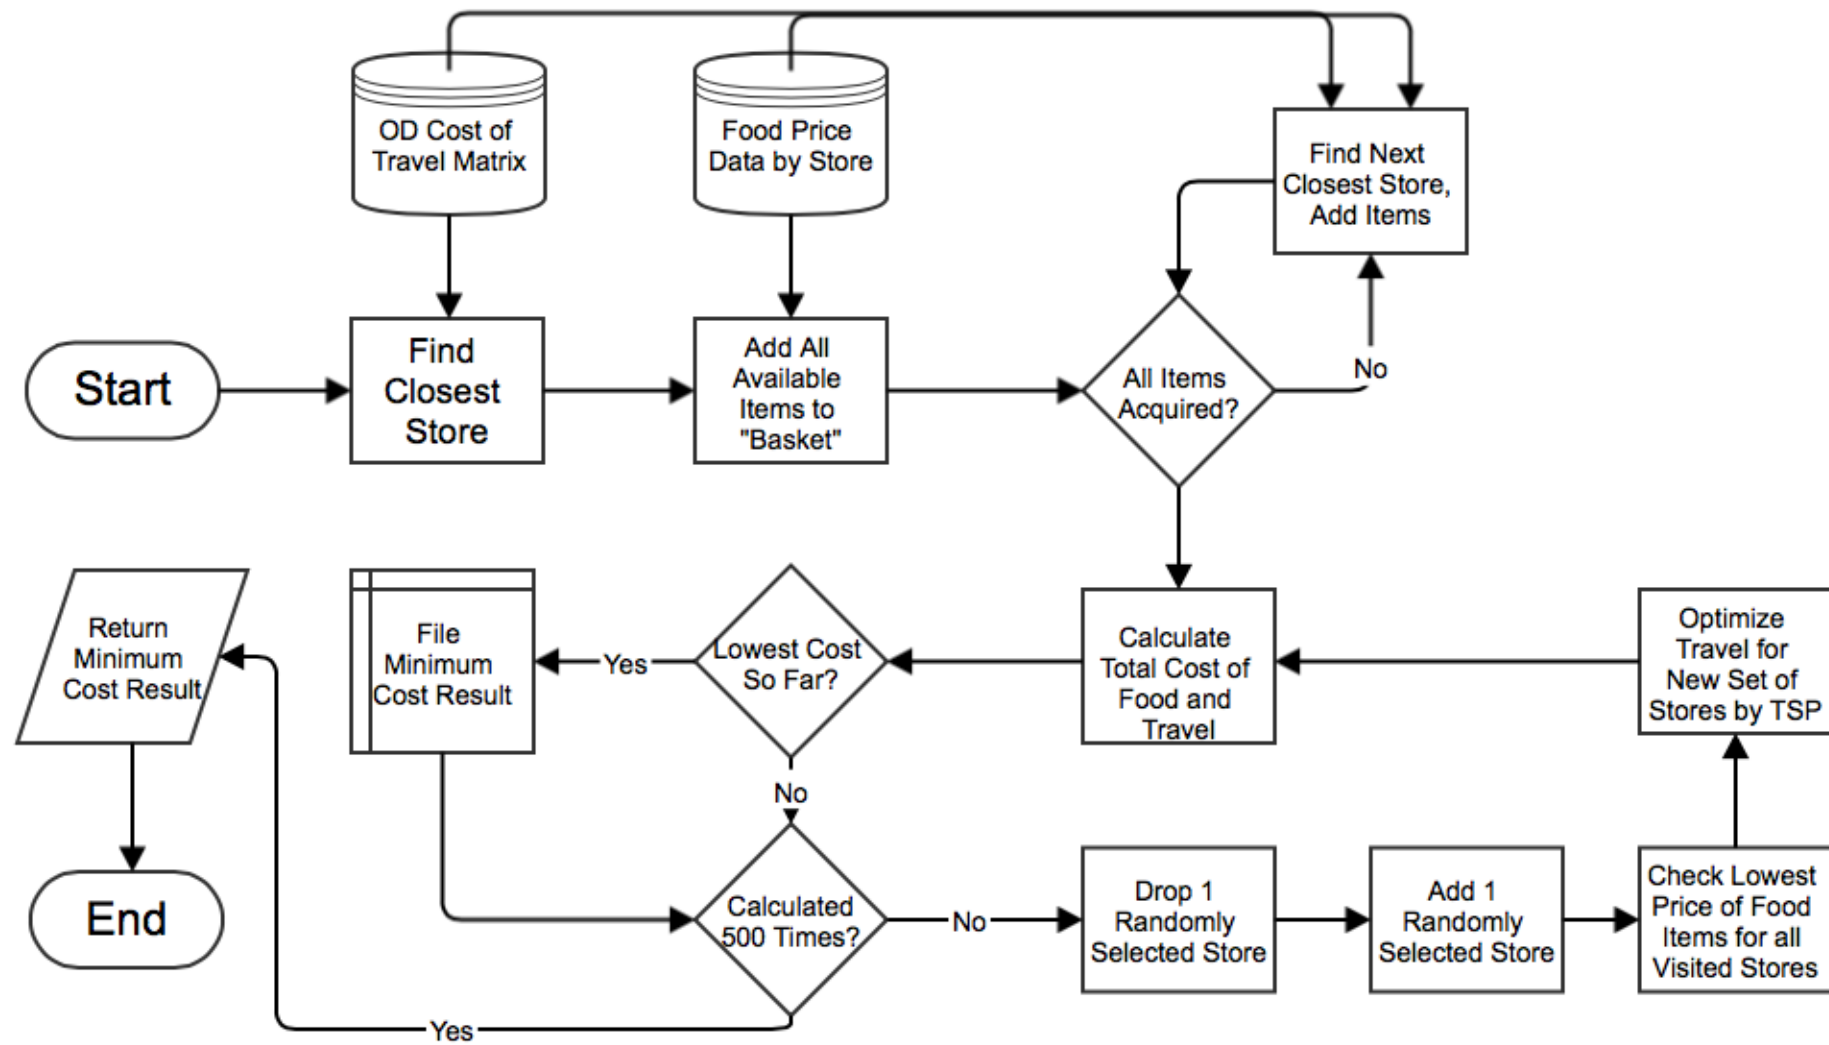 OD Cost of
Travel Matrix
Food Price
Data by Store
Find Next
Closest Store,
Add Items
Start
Find
Closest
Store
Add All
Available
Items to
"Basket"
All Items
Acquired?
No
Return
Minimum
Cost Result
File
Minimum
Cost Result
Yes
Lowest Cost
So Far?
Calculate
Total Cost of
Food and
Travel
Optimize
Travel for
New Set of
Stores by TSP
No
End
Calculated
500 Times?
No
Drop 1
Randomly
Selected Store
Add 1
Randomly
Selected Store
Check Lowest
Price of Food
Items for all
Visited Stores
Yes